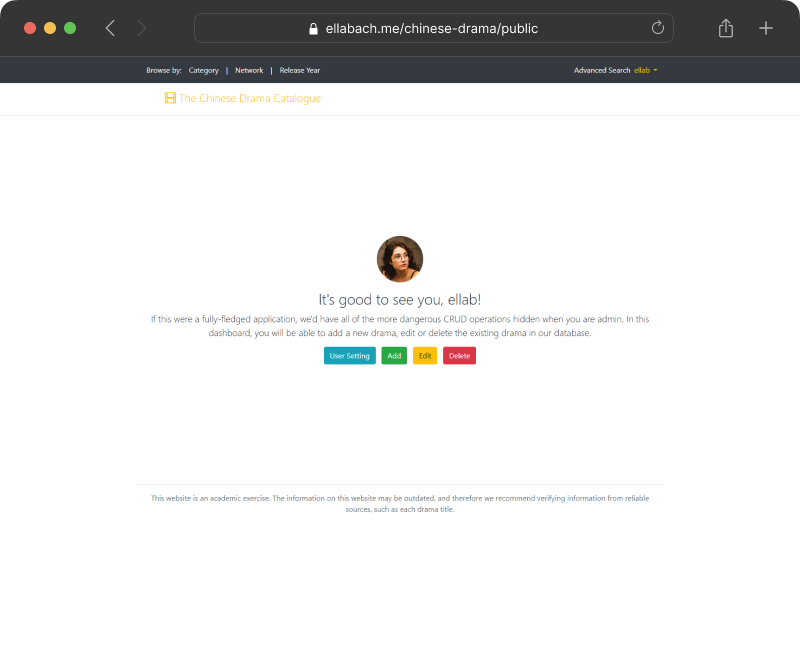 ellabach.me/chinese-drama/public
Browse by: Category | Network | Release Year Advanced Search ellab
The Chinese Drama Catalogue
It's good to see you, ellab!
If this were a fully-fledged application, we'd have all of the more dangerous CRUD operations hidden when you are admin. In this
dashboard, you will be able to add a new drama, edit or delete the existing drama in our database.
User Setting Add Edit Delete
This website is an academic exercise. The information on this website may be outdated, and therefore we recommend verifying information from reliable
sources, such as each drama title.